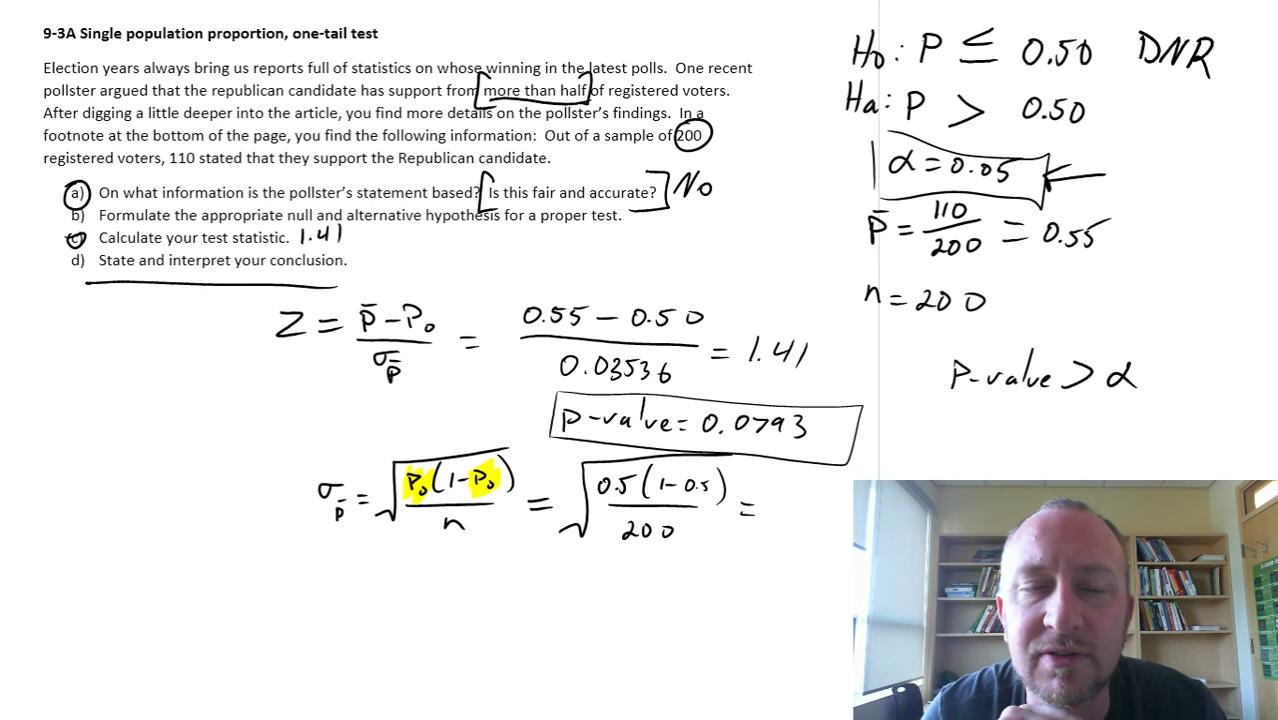 9-3A Single population proportion, one-tail test
Election years always bring us reports full of statistics on whose winning in the latest polls. One recent
pollster argued that the republican candidate has support from more than half of registered voters.
After digging a little deeper into the article, you find more details on the pollster's findings. In a
footnote at the bottom of the page, you find the following information: Out of a sample of 200
registered voters, 110 stated that they support the Republican candidate.
a) On what information is the pollster's statement based? Is this fair and accurate? No
b) Formulate the appropriate null and alternative hypothesis for a proper test.
c) Calculate your test statistic. 1.41
d) State and interpret your conclusion.
Z = p̄ - P₀ / σp̄ = 0.55 - 0.50 / 0.03536 = 1.41
p-value = 0.0793
σp̄ = √(P₀(1-P₀) / n) = √(0.5(1-0.5) / 200) =
Ho: P ≤ 0.50 DNR
Ha: P > 0.50
α = 0.05
p̄ = 110 / 200 = 0.55
n = 200
P-value > α